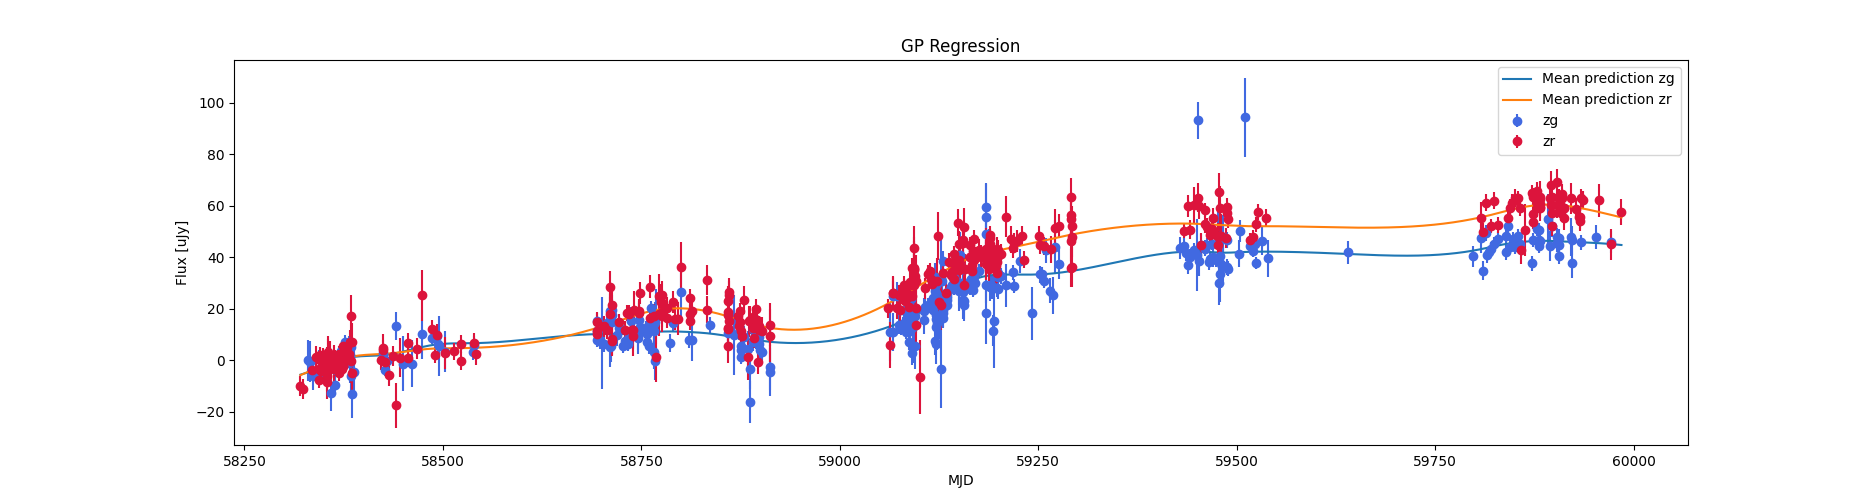 GP Regression
Flux [uJy]
100
80
60
40
20
0
−20
Mean prediction zg
Mean prediction zr
zg
zr
58250 58500 58750 59000 59250 59500 59750 60000
MJD